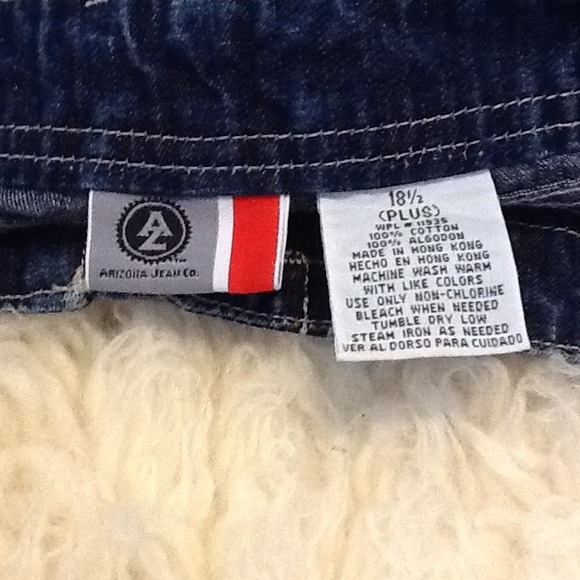 AZ
ARIZONA JEAN CO.
18½
(PLUS)
WPL # 11535
100% COTTON
100% ALGODON
MADE IN HONG KONG
HECHO EN HONG KONG
MACHINE WASH WARM
WITH LIKE COLORS
USE ONLY NON-CHLORINE
BLEACH WHEN NEEDED
TUMBLE DRY LOW
STEAM IRON AS NEEDED
VER AL DORSO PARA CUIDADO